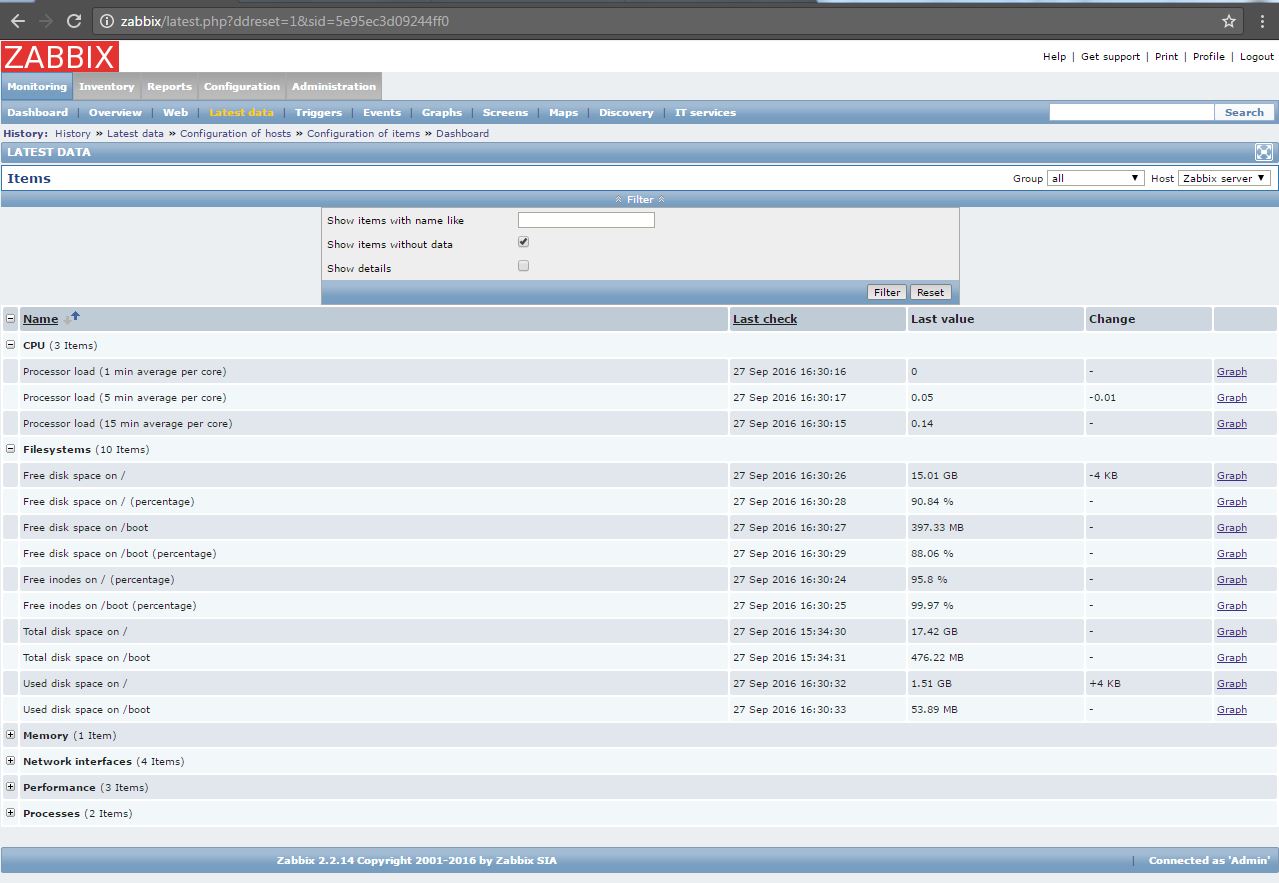 zabbix/latest.php?ddreset=1&sid=5e95ec3d09244ff0
ZABBIX
Help | Get support | Print | Profile | Logout
Monitoring Inventory Reports Configuration Administration
Dashboard | Overview | Web | Latest data | Triggers | Events | Graphs | Screens | Maps | Discovery | IT services Search
History: History » Latest data » Configuration of hosts » Configuration of items » Dashboard
LATEST DATA
Items Group all Host Zabbix server
Filter
Show items with name like
Show items without data
Show details
Filter Reset
Name Last check Last value Change
CPU (3 Items)
Processor load (1 min average per core) 27 Sep 2016 16:30:16 0 - Graph
Processor load (5 min average per core) 27 Sep 2016 16:30:17 0.05 -0.01 Graph
Processor load (15 min average per core) 27 Sep 2016 16:30:15 0.14 - Graph
Filesystems (10 Items)
Free disk space on / 27 Sep 2016 16:30:26 15.01 GB -4 KB Graph
Free disk space on / (percentage) 27 Sep 2016 16:30:28 90.84 % - Graph
Free disk space on /boot 27 Sep 2016 16:30:27 397.33 MB - Graph
Free disk space on /boot (percentage) 27 Sep 2016 16:30:29 88.06 % - Graph
Free inodes on / (percentage) 27 Sep 2016 16:30:24 95.8 % - Graph
Free inodes on /boot (percentage) 27 Sep 2016 16:30:25 99.97 % - Graph
Total disk space on / 27 Sep 2016 15:34:30 17.42 GB - Graph
Total disk space on /boot 27 Sep 2016 15:34:31 476.22 MB - Graph
Used disk space on / 27 Sep 2016 16:30:32 1.51 GB +4 KB Graph
Used disk space on /boot 27 Sep 2016 16:30:33 53.89 MB - Graph
Memory (1 Item)
Network interfaces (4 Items)
Performance (3 Items)
Processes (2 Items)
Zabbix 2.2.14 Copyright 2001-2016 by Zabbix SIA | Connected as 'Admin'